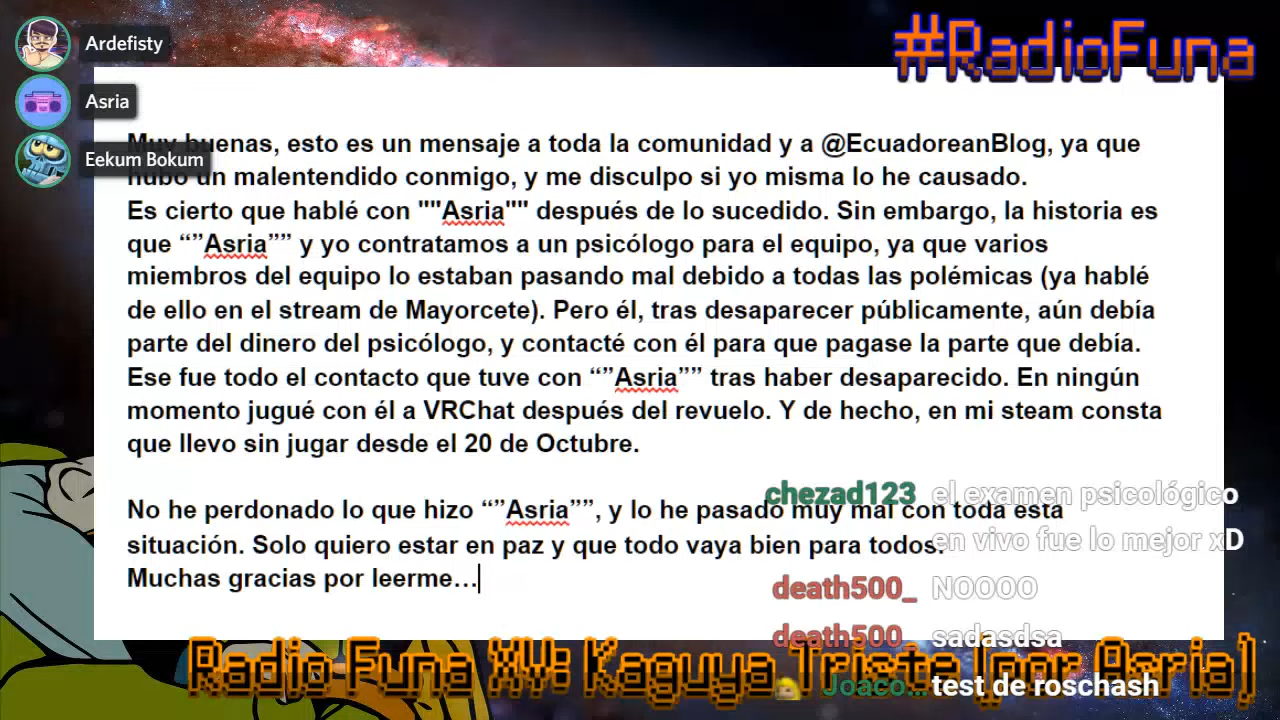 Ardefisty
#RadioFuna
Asria
Muy buenas, esto es un mensaje a toda la comunidad y a @EcuadoreanBlog, ya que
Eekum Bokum
hubo un malentendido conmigo, y me disculpo si yo misma lo he causado.
Es cierto que hablé con ""Asria"" después de lo sucedido. Sin embargo, la historia es
que “”Asria”” y yo contratamos a un psicólogo para el equipo, ya que varios
miembros del equipo lo estaban pasando mal debido a todas las polémicas (ya hablé
de ello en el stream de Mayorcete). Pero él, tras desaparecer públicamente, aún debía
parte del dinero del psicólogo, y contacté con él para que pagase la parte que debía.
Ese fue todo el contacto que tuve con “”Asria”” tras haber desaparecido. En ningún
momento jugué con él a VRChat después del revuelo. Y de hecho, en mi steam consta
que llevo sin jugar desde el 20 de Octubre.
No he perdonado lo que hizo “”Asria””, y lo he pasado muy mal con toda esta
situación. Solo quiero estar en paz y que todo vaya bien para todos.
Muchas gracias por leerme...
chezad123 el examen psicológico
en vivo fue lo mejor xD
death500_ NOOOO
death500_ sadasdsa
Joaco... test de roschash
Radio Funa XV: Kaguya Triste (por Asria)